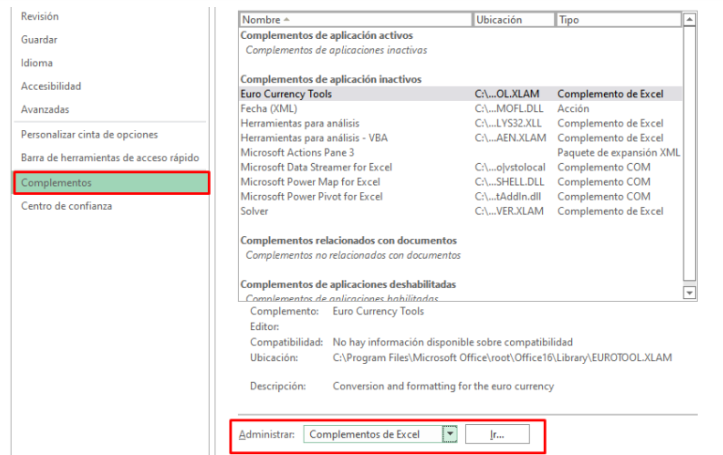 Revisión
Guardar
Idioma
Accesibilidad
Avanzadas
Personalizar cinta de opciones
Barra de herramientas de acceso rápido
Complementos
Centro de confianza
Nombre Ubicación Tipo
Complementos de aplicación activos
Complementos de aplicaciones inactivas
Complementos de aplicación inactivos
Euro Currency Tools C:\...OL.XLAM Complemento de Excel
Fecha (XML) C:\...MOFL.DLL Acción
Herramientas para análisis C:\...LYS32.XLL Complemento de Excel
Herramientas para análisis - VBA C:\...AEN.XLAM Complemento de Excel
Microsoft Actions Pane 3 Paquete de expansión XML
Microsoft Data Streamer for Excel C:\...o|vstolocal Complemento COM
Microsoft Power Map for Excel C:\...SHELL.DLL Complemento COM
Microsoft Power Pivot for Excel C:\...tAddIn.dll Complemento COM
Solver C:\...VER.XLAM Complemento de Excel
Complementos relacionados con documentos
Complementos no relacionados con documentos
Complementos de aplicaciones deshabilitadas
Complementos de aplicaciones habilitadas
Complemento: Euro Currency Tools
Editor:
Compatibilidad: No hay información disponible sobre compatibilidad
Ubicación: C:\Program Files\Microsoft Office\root\Office16\Library\EUROTOOL.XLAM
Descripción: Conversion and formatting for the euro currency
Administrar: Complementos de Excel Ir...